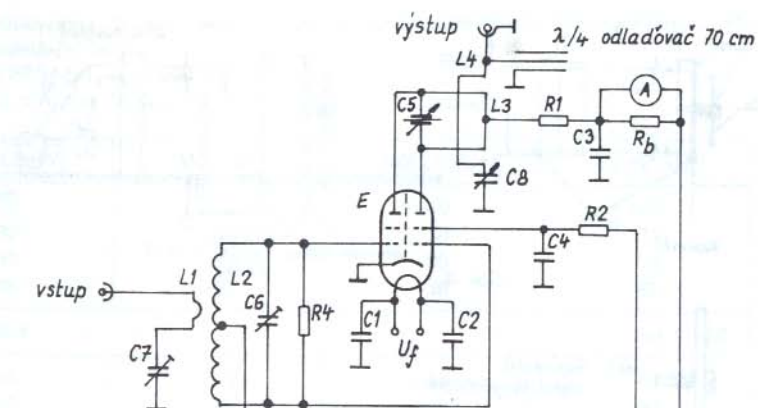 výstup
λ/4 odlaďóvač 70 cm
L4
A
C5
L3
R1
C3
Rb
C8
E
R2
C4
L1
L2
vstup
C6
R4
C1
C2
Uf
C7